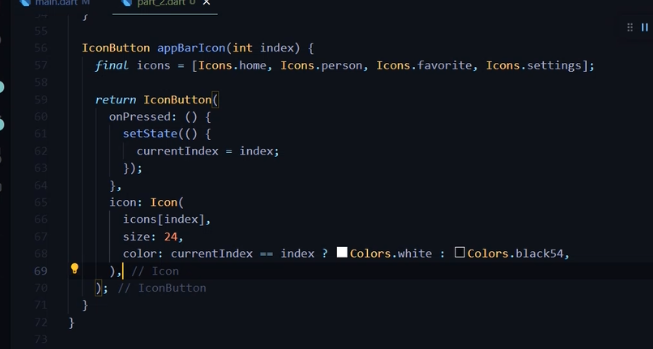 main.dart M
part_2.dart U
54 }
55
56 IconButton appBarIcon(int index) {
57 final icons = [Icons.home, Icons.person, Icons.favorite, Icons.settings];
58
59 return IconButton(
60 onPressed: () {
61 setState(() {
62 currentIndex = index;
63 });
64 },
65 icon: Icon(
66 icons[index],
67 size: 24,
68 color: currentIndex == index ? Colors.white : Colors.black54,
69 ), // Icon
70 ); // IconButton
71 }
72 }
73